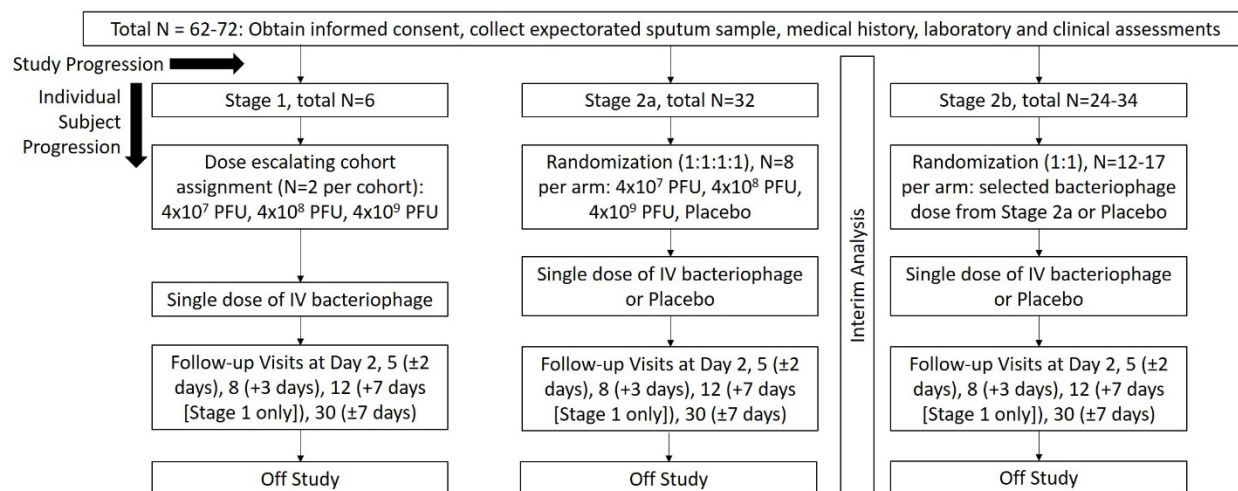 Total N = 62-72: Obtain informed consent, collect expectorated sputum sample, medical history, laboratory and clinical assessments
Study Progression
Individual
Subject
Progression
Stage 1, total N=6
Dose escalating cohort
assignment (N=2 per cohort):
4x10⁷ PFU, 4x10⁸ PFU, 4x10⁹ PFU
Single dose of IV bacteriophage
Follow-up Visits at Day 2, 5 (±2
days), 8 (+3 days), 12 (+7 days
[Stage 1 only]), 30 (±7 days)
Off Study
Stage 2a, total N=32
Randomization (1:1:1:1), N=8
per arm: 4x10⁷ PFU, 4x10⁸ PFU,
4x10⁹ PFU, Placebo
Single dose of IV bacteriophage
or Placebo
Follow-up Visits at Day 2, 5 (±2
days), 8 (+3 days), 12 (+7 days
[Stage 1 only]), 30 (±7 days)
Off Study
Interim Analysis
Stage 2b, total N=24-34
Randomization (1:1), N=12-17
per arm: selected bacteriophage
dose from Stage 2a or Placebo
Single dose of IV bacteriophage
or Placebo
Follow-up Visits at Day 2, 5 (±2
days), 8 (+3 days), 12 (+7 days
[Stage 1 only]), 30 (±7 days)
Off Study